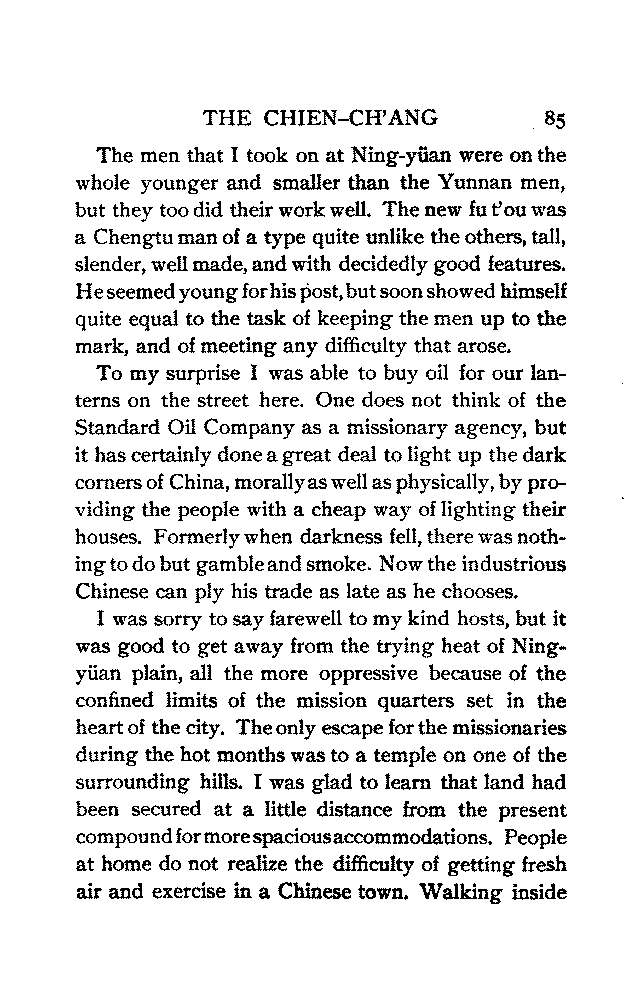 THE CHIEN–CH'ANG 85
The men that I took on at Ning-yüan were on the
whole younger and smaller than the Yunnan men,
but they too did their work well. The new fu t'ou was
a Chengtu man of a type quite unlike the others, tall,
slender, well made, and with decidedly good features.
He seemed young for his post, but soon showed himself
quite equal to the task of keeping the men up to the
mark, and of meeting any difficulty that arose.
To my surprise I was able to buy oil for our lan-
terns on the street here. One does not think of the
Standard Oil Company as a missionary agency, but
it has certainly done a great deal to light up the dark
corners of China, morally as well as physically, by pro-
viding the people with a cheap way of lighting their
houses. Formerly when darkness fell, there was noth-
ing to do but gamble and smoke. Now the industrious
Chinese can ply his trade as late as he chooses.
I was sorry to say farewell to my kind hosts, but it
was good to get away from the trying heat of Ning-
yüan plain, all the more oppressive because of the
confined limits of the mission quarters set in the
heart of the city. The only escape for the missionaries
during the hot months was to a temple on one of the
surrounding hills. I was glad to learn that land had
been secured at a little distance from the present
compound for more spacious accommodations. People
at home do not realize the difficulty of getting fresh
air and exercise in a Chinese town. Walking inside